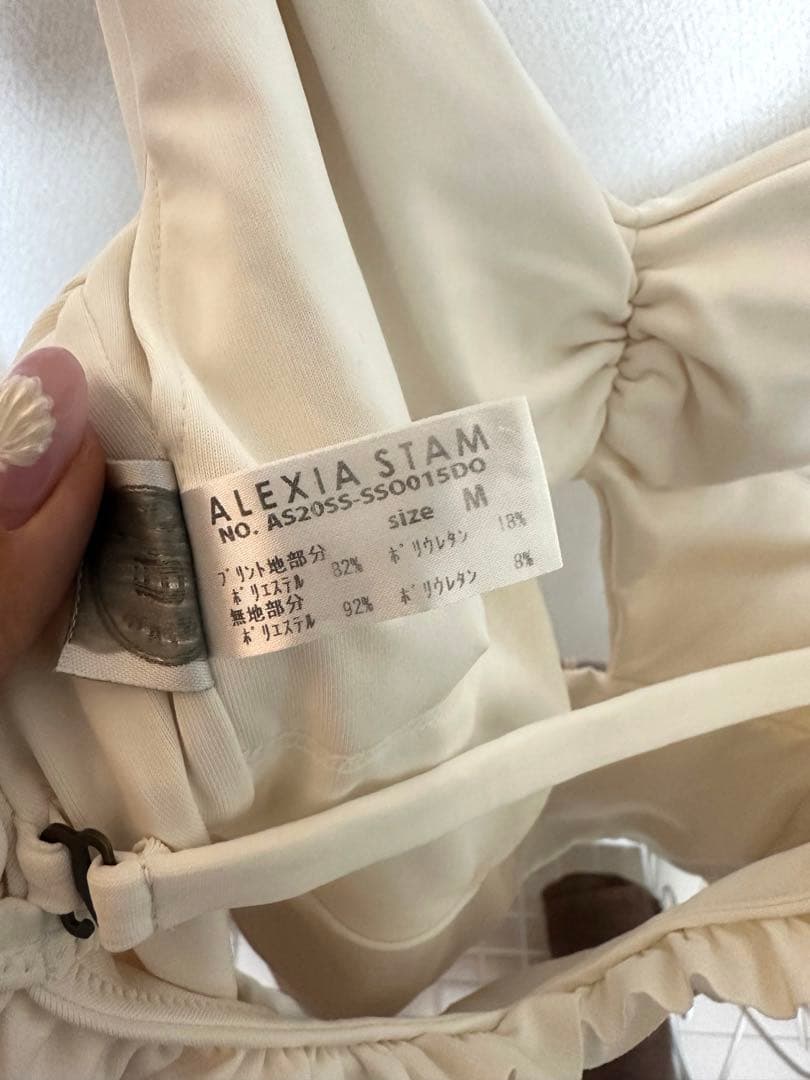 ALEXIA STAM
NO. AS20SS-SSO015DO
size M
プリント地部分
ポリエステル 82% ポリウレタン 18%
無地部分
ポリエステル 92% ポリウレタン 8%